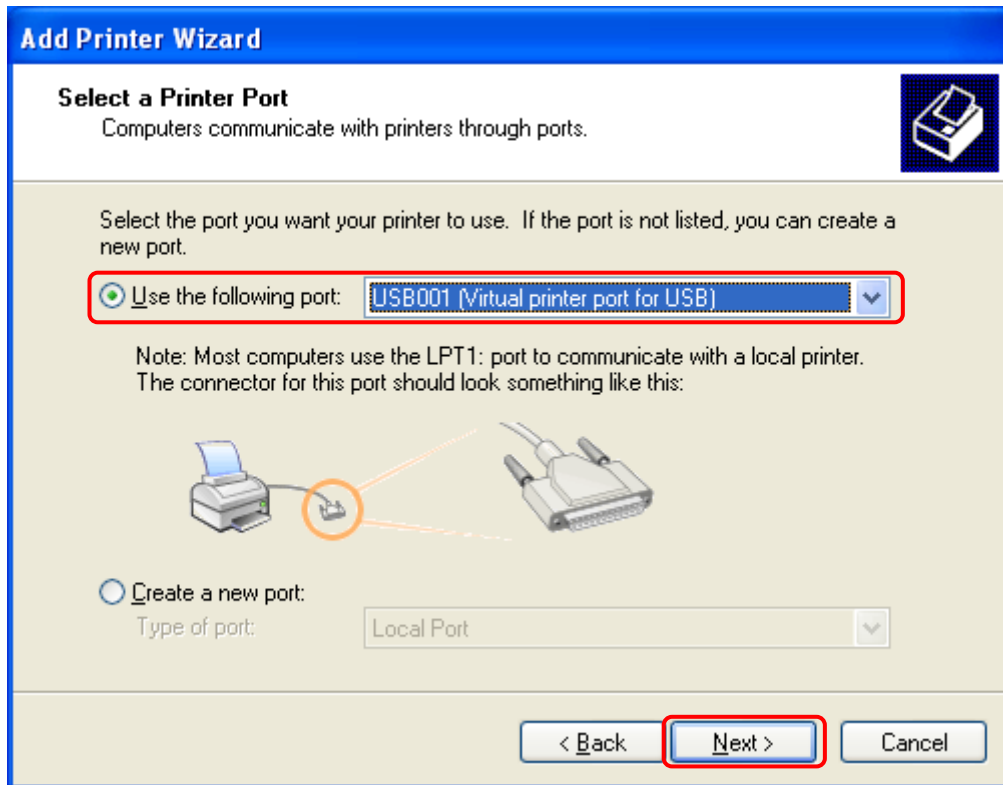 Add Printer Wizard
Select a Printer Port
Computers communicate with printers through ports.
Select the port you want your printer to use.  If the port is not listed, you can create a
new port.
Use the following port: USB001 (Virtual printer port for USB)
Note: Most computers use the LPT1: port to communicate with a local printer.
The connector for this port should look something like this:
Create a new port:
Type of port: Local Port
< Back Next > Cancel